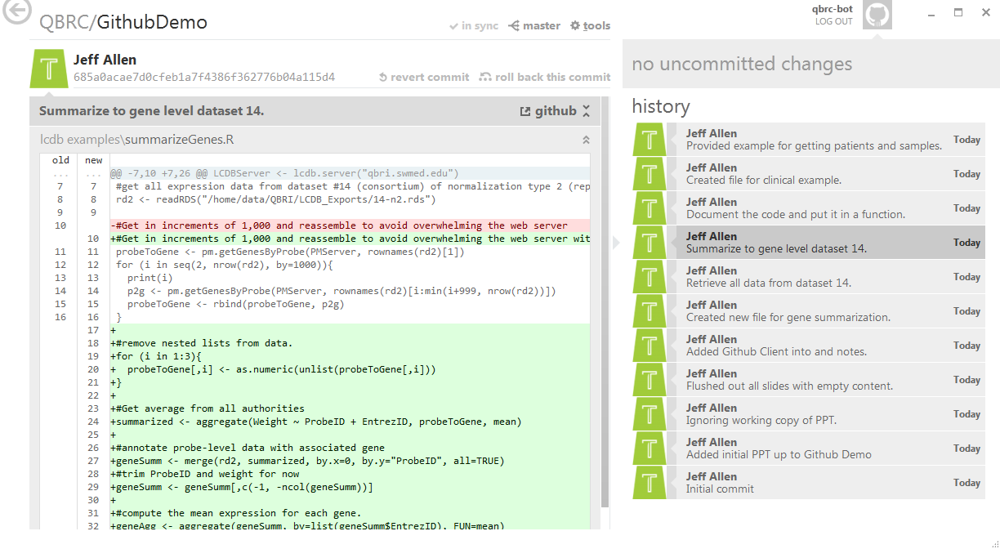 QBRC/GithubDemo
in sync
master
tools
qbrc-bot
LOG OUT
Jeff Allen
685a0acae7d0cfeb1a7f4386f362776b04a115d4
revert commit
roll back this commit
Summarize to gene level dataset 14.
github
lcdb examples\summarizeGenes.R
old new
... ... @@ -7,10 +7,26 @@ LCDBServer <- lcdb.server("qbri.swmed.edu")
7 7 #get all expression data from dataset #14 (consortium) of normalization type 2 (rep
8 8 rd2 <- readRDS("/home/data/QBRI/LCDB_Exports/14-n2.rds")
9 9
10 -#Get in increments of 1,000 and reassemble to avoid overwhelming the web server
10 +#Get in increments of 1,000 and reassemble to avoid overwhelming the web server wit
11 11 probeToGene <- pm.getGenesByProbe(PMServer, rownames(rd2)[1])
12 12 for (i in seq(2, nrow(rd2), by=1000)){
13 13 print(i)
14 14 p2g <- pm.getGenesByProbe(PMServer, rownames(rd2)[i:min(i+999, nrow(rd2))])
15 15 probeToGene <- rbind(probeToGene, p2g)
16 16 }
17 +
18 +#remove nested lists from data.
19 +for (i in 1:3){
20 + probeToGene[,i] <- as.numeric(unlist(probeToGene[,i]))
21 +}
22 +
23 +#Get average from all authorities
24 +summarized <- aggregate(Weight ~ ProbeID + EntrezID, probeToGene, mean)
25 +
26 +#annotate probe-level data with associated gene
27 +geneSumm <- merge(rd2, summarized, by.x=0, by.y="ProbeID", all=TRUE)
28 +#trim ProbeID and weight for now
29 +geneSumm <- geneSumm[,c(-1, -ncol(geneSumm))]
30 +
31 +#compute the mean expression for each gene.
32 +geneAgg <- aggregate(geneSumm, by=list(geneSumm$EntrezID), FUN=mean)
no uncommitted changes
history
Jeff Allen
Provided example for getting patients and samples.
Today
Jeff Allen
Created file for clinical example.
Today
Jeff Allen
Document the code and put it in a function.
Today
Jeff Allen
Summarize to gene level dataset 14.
Today
Jeff Allen
Retrieve all data from dataset 14.
Today
Jeff Allen
Created new file for gene summarization.
Today
Jeff Allen
Added Github Client into and notes.
Today
Jeff Allen
Flushed out all slides with empty content.
Today
Jeff Allen
Ignoring working copy of PPT.
Today
Jeff Allen
Added initial PPT up to Github Demo
Today
Jeff Allen
Initial commit
Today